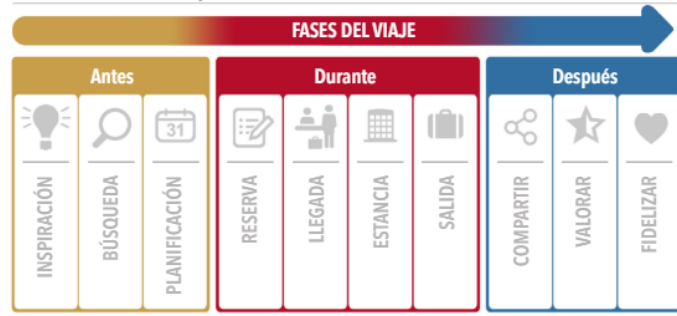 FASES DEL VIAJE
Antes
Durante
Después
31
INSPIRACIÓN
BÚSQUEDA
PLANIFICACIÓN
RESERVA
LLEGADA
ESTANCIA
SALIDA
COMPARTIR
VALORAR
FIDELIZAR